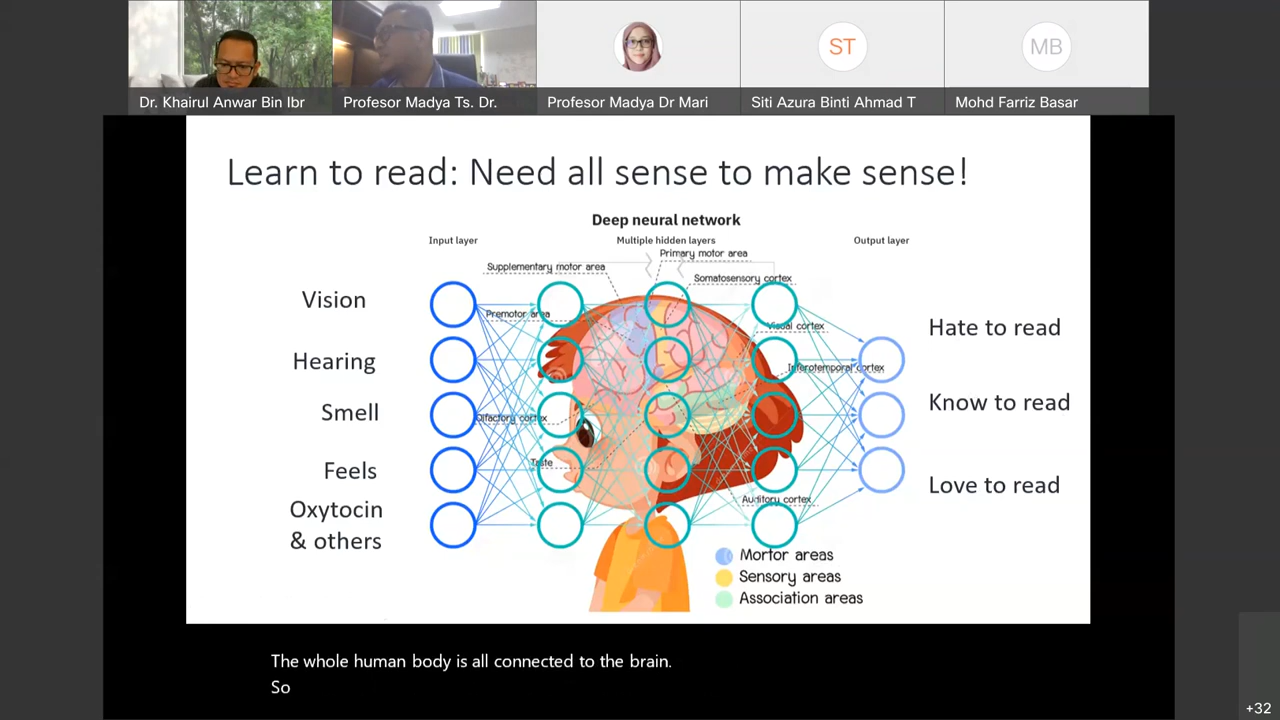 ST
MB
Dr. Khairul Anwar Bin Ibr
Profesor Madya Ts. Dr.
Profesor Madya Dr Mari
Siti Azura Binti Ahmad T
Mohd Farriz Basar
Learn to read: Need all sense to make sense!
Deep neural network
Input layer
Multiple hidden layers
Output layer
Primary motor area
Supplementary motor area
Somatosensory cortex
Vision
Premotor area
Visual cortex
Hate to read
Hearing
Inferotemporal cortex
Know to read
Smell
Olfactory cortex
Feels
Taste
Love to read
Auditory cortex
Oxytocin
& others
Mortor areas
Sensory areas
Association areas
The whole human body is all connected to the brain.
So
+32